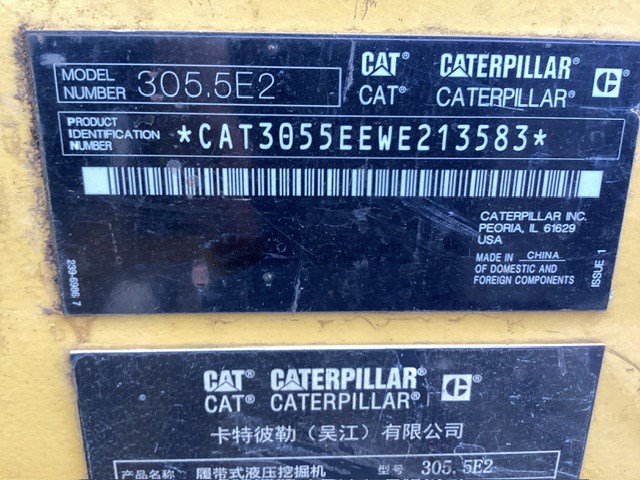 MODEL NUMBER 305.5E2
CAT CATERPILLAR
CAT CATERPILLAR
PRODUCT IDENTIFICATION NUMBER *CAT3055EEWE213583*
CATERPILLAR INC.
PEORIA, IL 61629
USA
MADE IN CHINA
OF DOMESTIC AND
FOREIGN COMPONENTS
ISSUE 1
239-6986 7
CAT CATERPILLAR
CAT CATERPILLAR
卡特彼勒（吴江）有限公司
产品名称 履带式液压挖掘机 型号 305.5E2